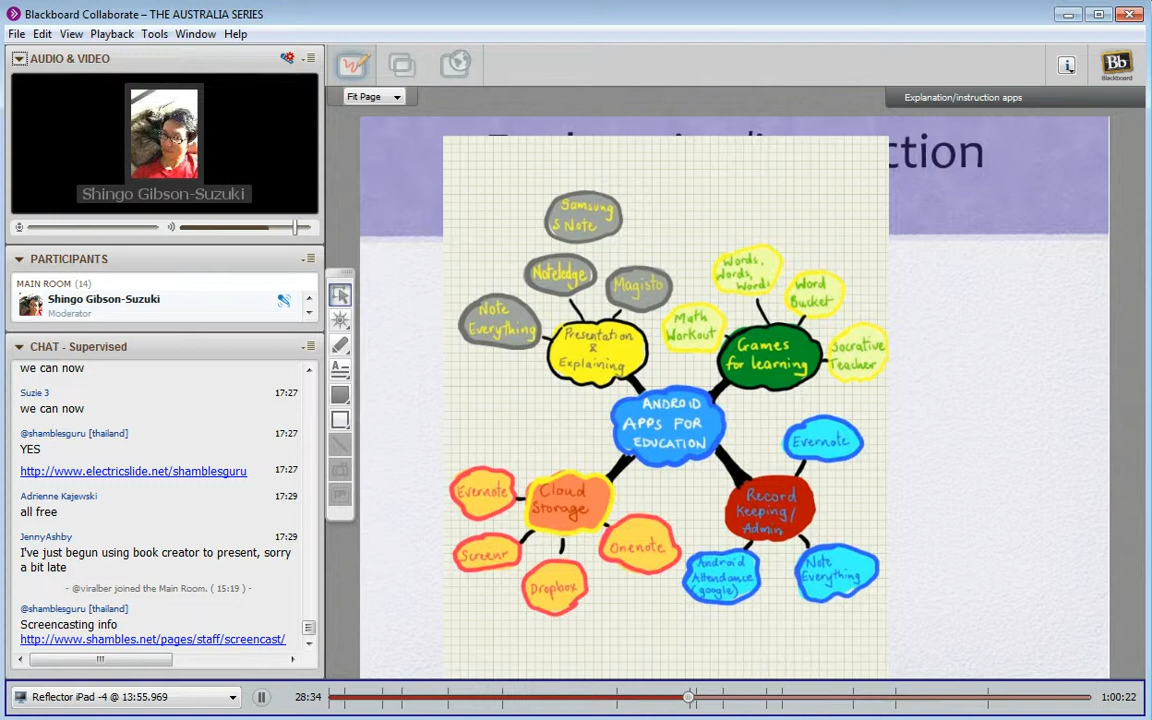 Blackboard Collaborate – THE AUSTRALIA SERIES
File Edit View Playback Tools Window Help
AUDIO & VIDEO
Shingo Gibson-Suzuki
PARTICIPANTS
MAIN ROOM (14)
Shingo Gibson-Suzuki
Moderator
CHAT - Supervised
we can now
Suzie 3 17:27
we can now
@shamblesguru [thailand] 17:27
YES
http://www.electricslide.net/shamblesguru 17:27
Adrienne Kajewski 17:29
all free
JennyAshby 17:29
I've just begun using book creator to present, sorry
a bit late
- @viralber joined the Main Room. ( 15:19 ) -
@shamblesguru [thailand] 17:29
Screencasting info
http://www.shambles.net/pages/staff/screencast/
Fit Page
Explanation/instruction apps
Bb
Blackboard
ction
Samsung
S Note
Noteledge
Magisto
Note
Everything
Presentation
&
Explaining
Words,
Words,
Words
Word
Bucket
Math
Workout
Games
for learning
Socrative
Teacher
ANDROID
APPS FOR
EDUCATION
Evernote
Cloud
Storage
Screenr
Dropbox
Onenote
Evernote
Record
Keeping/
Admin
Android
Attendance
(google)
Note
Everything
Reflector iPad -4 @ 13:55.969
28:34
1:00:22